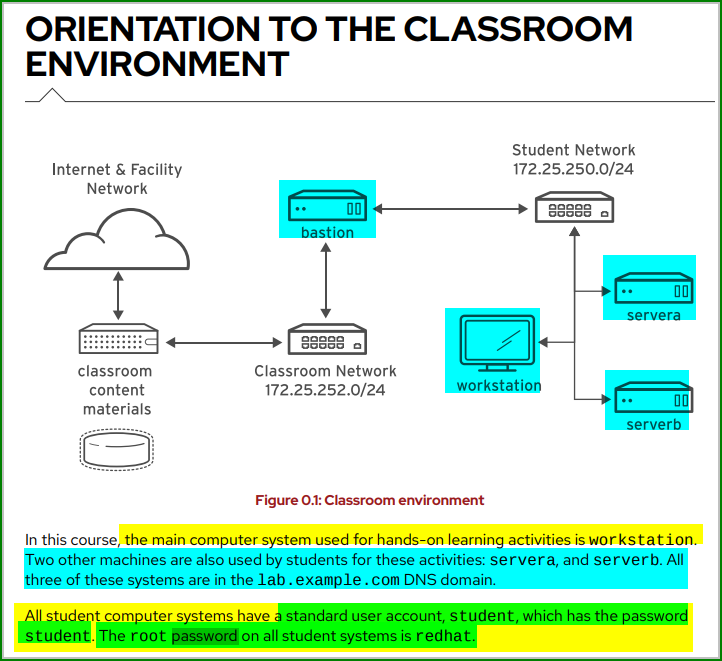 ORIENTATION TO THE CLASSROOM
ENVIRONMENT
Internet & Facility
Network
Student Network
172.25.250.0/24
bastion
servera
classroom
content
materials
Classroom Network
172.25.252.0/24
workstation
serverb
Figure 0.1: Classroom environment
In this course, the main computer system used for hands-on learning activities is workstation.
Two other machines are also used by students for these activities: servera, and serverb. All
three of these systems are in the lab.example.com DNS domain.
All student computer systems have a standard user account, student, which has the password
student. The root password on all student systems is redhat.